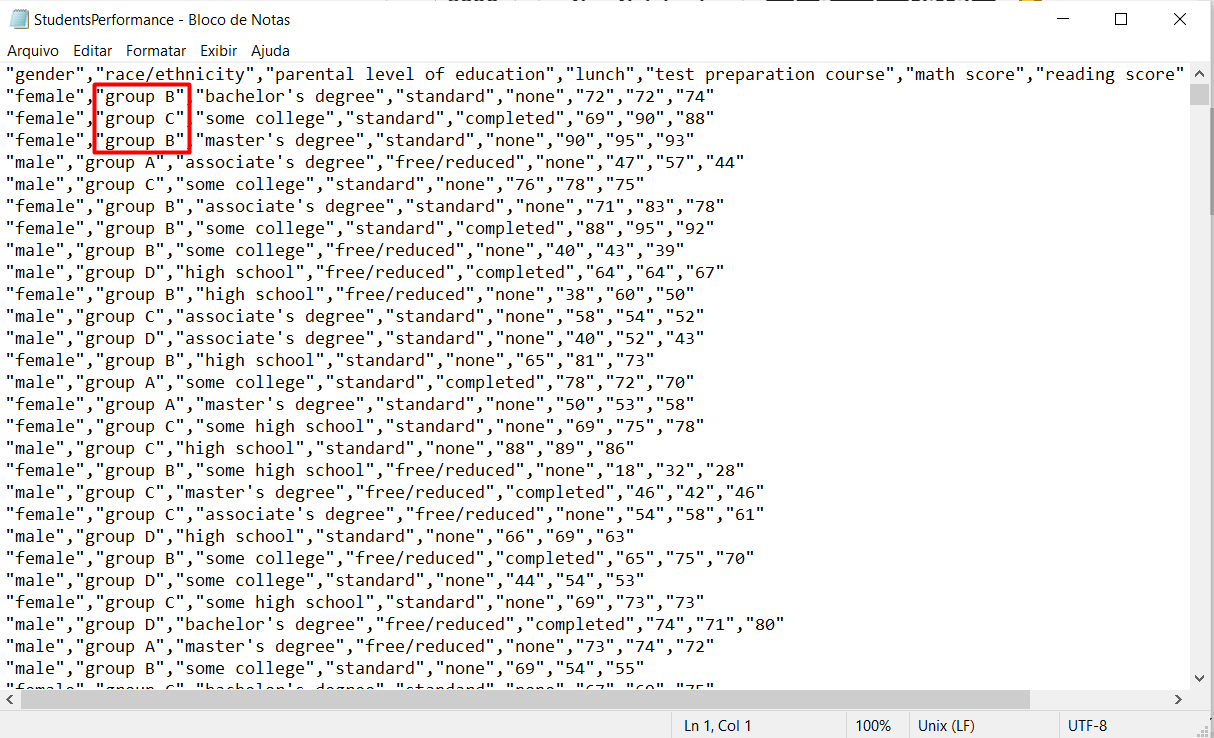 StudentsPerformance - Bloco de Notas
Arquivo Editar Formatar Exibir Ajuda
"gender","race/ethnicity","parental level of education","lunch","test preparation course","math score","reading score"
"female","group B","bachelor's degree","standard","none","72","72","74"
"female","group C","some college","standard","completed","69","90","88"
"female","group B","master's degree","standard","none","90","95","93"
"male","group A","associate's degree","free/reduced","none","47","57","44"
"male","group C","some college","standard","none","76","78","75"
"female","group B","associate's degree","standard","none","71","83","78"
"female","group B","some college","standard","completed","88","95","92"
"male","group B","some college","free/reduced","none","40","43","39"
"male","group D","high school","free/reduced","completed","64","64","67"
"female","group B","high school","free/reduced","none","38","60","50"
"male","group C","associate's degree","standard","none","58","54","52"
"male","group D","associate's degree","standard","none","40","52","43"
"female","group B","high school","standard","none","65","81","73"
"male","group A","some college","standard","completed","78","72","70"
"female","group A","master's degree","standard","none","50","53","58"
"female","group C","some high school","standard","none","69","75","78"
"male","group C","high school","standard","none","88","89","86"
"female","group B","some high school","free/reduced","none","18","32","28"
"male","group C","master's degree","free/reduced","completed","46","42","46"
"female","group C","associate's degree","free/reduced","none","54","58","61"
"male","group D","high school","standard","none","66","69","63"
"female","group B","some college","free/reduced","completed","65","75","70"
"male","group D","some college","standard","none","44","54","53"
"female","group C","some high school","standard","none","69","73","73"
"male","group D","bachelor's degree","free/reduced","completed","74","71","80"
"male","group A","master's degree","free/reduced","none","73","74","72"
"male","group B","some college","standard","none","69","54","55"
Ln 1, Col 1 100% Unix (LF) UTF-8